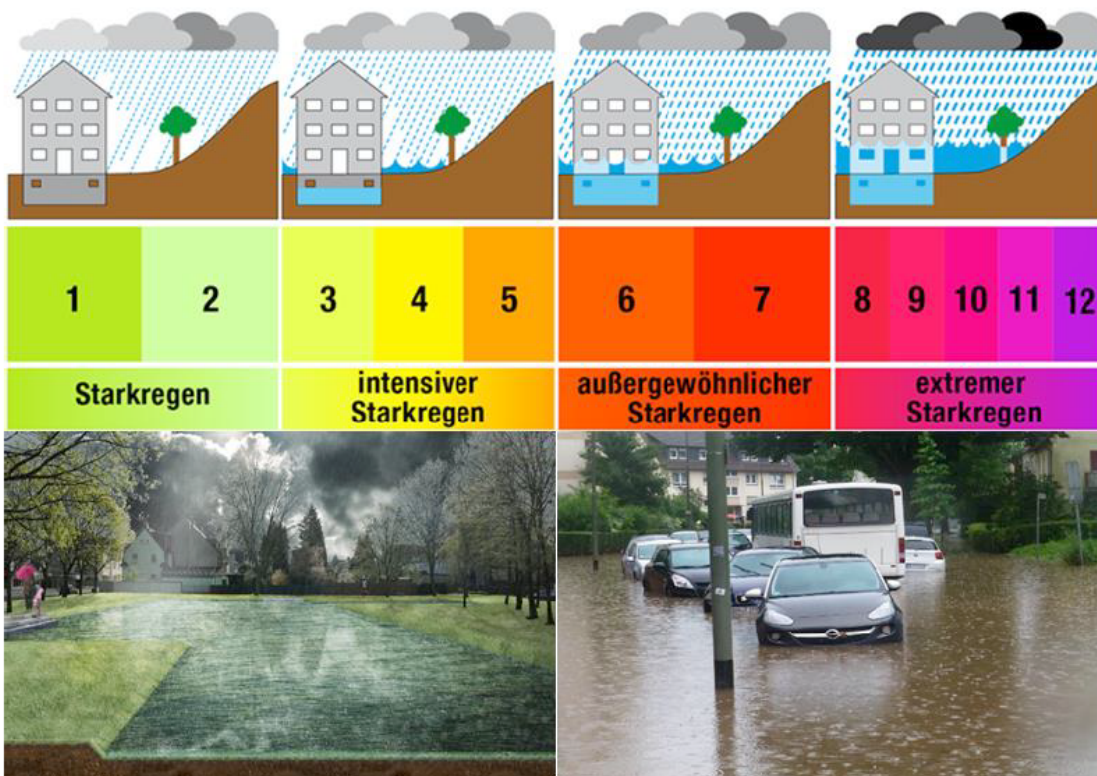 1
2
3
4
5
6
7
8
9
10
11
12
Starkregen
intensiver
Starkregen
außergewöhnlicher
Starkregen
extremer
Starkregen